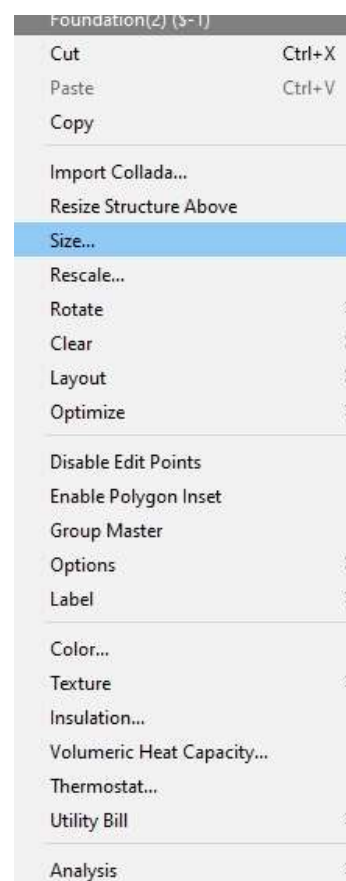 Foundation(2) ($-1)
Cut Ctrl+X
Paste Ctrl+V
Copy
Import Collada...
Resize Structure Above
Size...
Rescale...
Rotate
Clear
Layout
Optimize
Disable Edit Points
Enable Polygon Inset
Group Master
Options
Label
Color...
Texture
Insulation...
Volumeric Heat Capacity...
Thermostat...
Utility Bill
Analysis